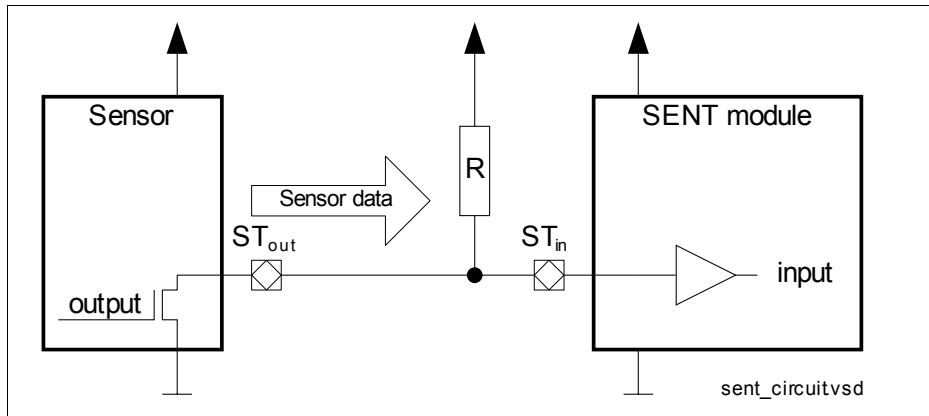 Sensor
SENT module
R
Sensor data
STout
STin
output
input
sent_circuitvsd